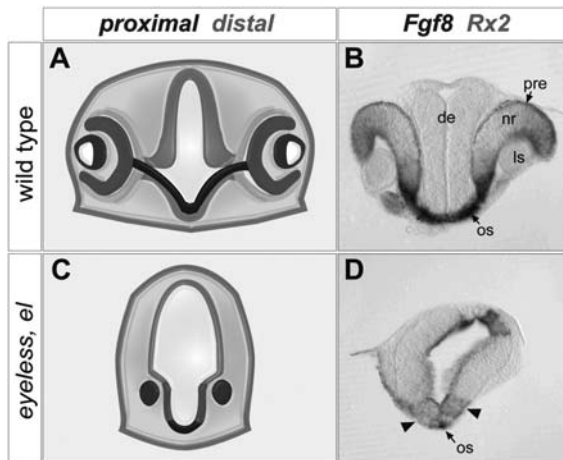 proximal distal
Fgf8 Rx2
wild type
A
B
pre
de
nr
ls
os
eyeless, el
C
D
os